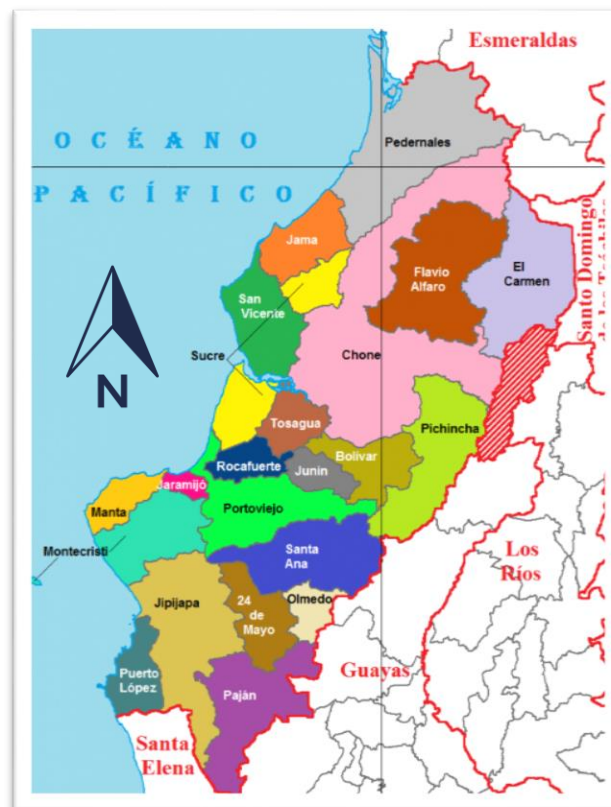 Esmeraldas
OCÉANO
PACÍFICO
Pedernales
Jama
Flavio
Alfaro
El
Carmen
Santo Domingo
San
Vicente
Sucre
Chone
N
Tosagua
Pichincha
Bolívar
Rocafuerte
Junín
Jaramijó
Manta
Portoviejo
Montecristi
Santa
Ana
Los
Ríos
Jipijapa
24
de
Mayo
Olmedo
Guayas
Puerto
López
Paján
Santa
Elena